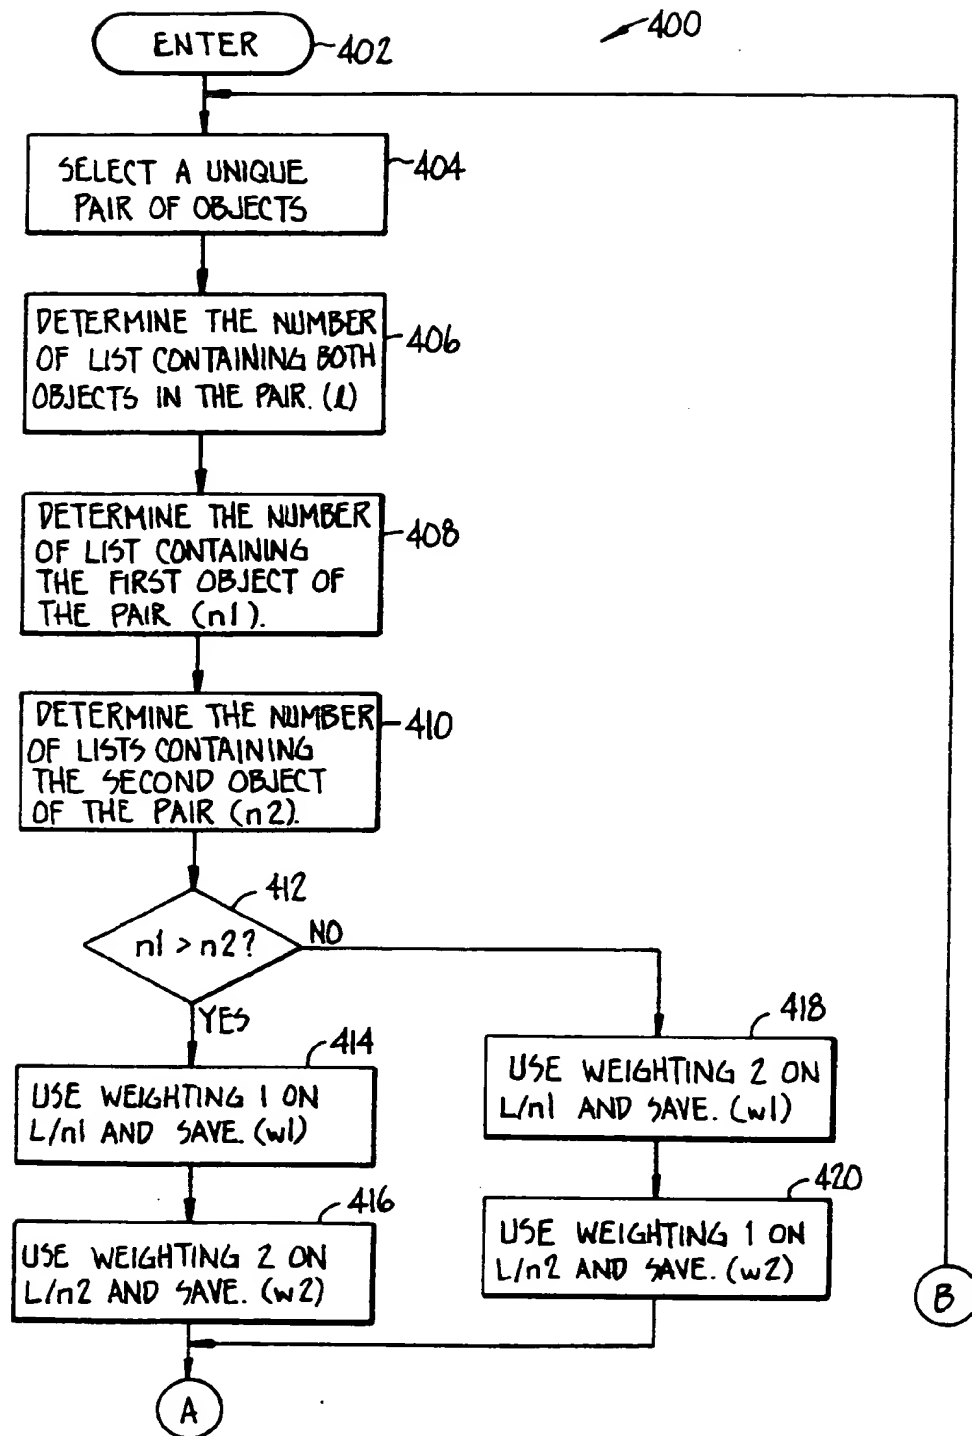 400
ENTER
402
SELECT A UNIQUE
PAIR OF OBJECTS
404
DETERMINE THE NUMBER
OF LIST CONTAINING BOTH
OBJECTS IN THE PAIR. (l)
406
DETERMINE THE NUMBER
OF LIST CONTAINING
THE FIRST OBJECT OF
THE PAIR (n1).
408
DETERMINE THE NUMBER
OF LISTS CONTAINING
THE SECOND OBJECT
OF THE PAIR (n2).
410
412
n1 > n2?
NO
YES
414
USE WEIGHTING 1 ON
L/n1 AND SAVE. (w1)
416
USE WEIGHTING 2 ON
L/n2 AND SAVE. (w2)
418
USE WEIGHTING 2 ON
L/n1 AND SAVE. (w1)
420
USE WEIGHTING 1 ON
L/n2 AND SAVE. (w2)
B
A